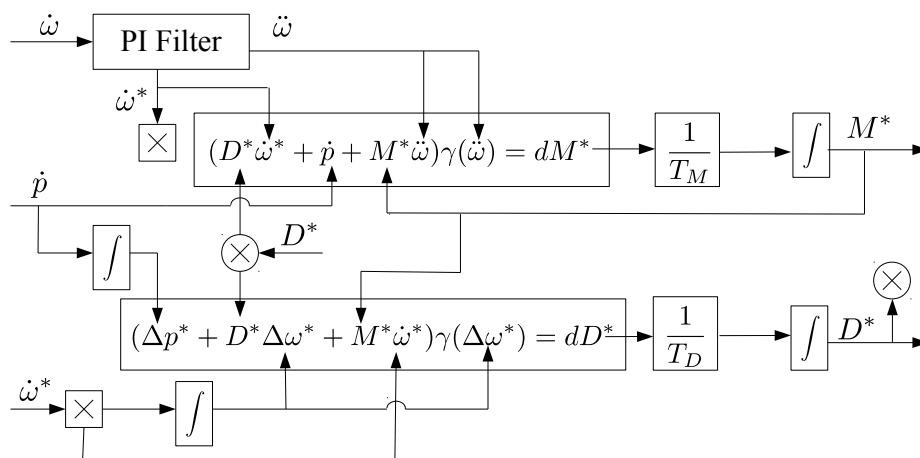 ω̇
PI Filter
ω̈
ω̇*
×
(D*ω̇* + ṗ + M*ω̈)γ(ω̈) = dM*
1/T_M
∫
M*
ṗ
∫
×
D*
×
(Δp* + D*Δω* + M*ω̇*)γ(Δω*) = dD*
1/T_D
∫
D*
ω̇*
×
∫